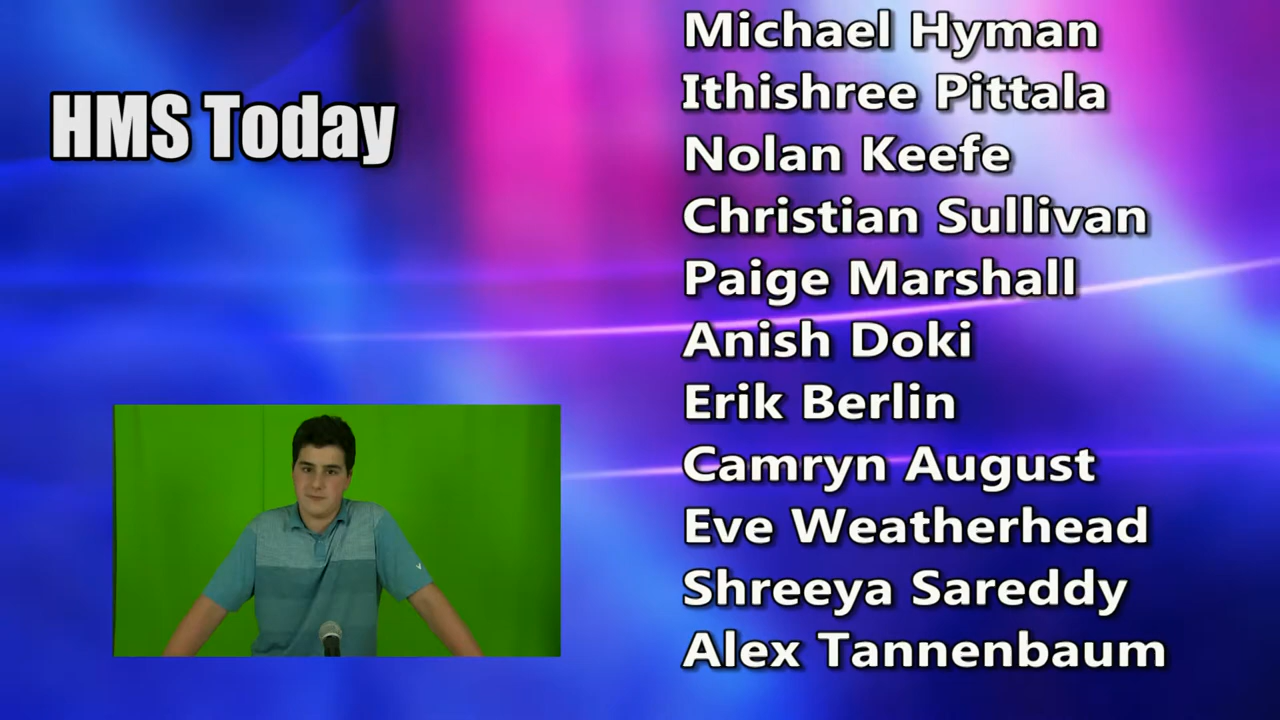 HMS Today
Michael Hyman
Ithishree Pittala
Nolan Keefe
Christian Sullivan
Paige Marshall
Anish Doki
Erik Berlin
Camryn August
Eve Weatherhead
Shreeya Sareddy
Alex Tannenbaum